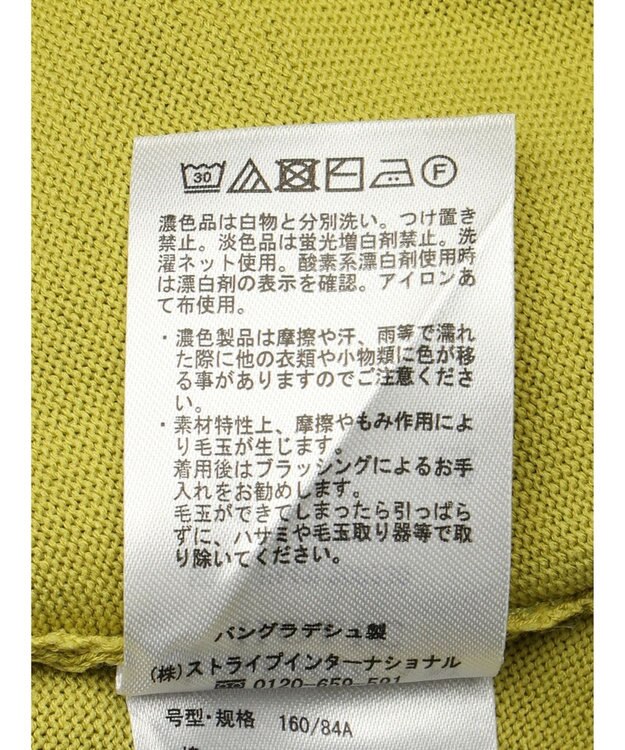 30 F
濃色品は白物と分別洗い。つけ置き
禁止。淡色品は蛍光増白剤禁止。洗
濯ネット使用。酸素系漂白剤使用時
は漂白剤の表示を確認。アイロンあ
て布使用。
・濃色製品は摩擦や汗、雨等で濡れ
た際に他の衣類や小物類に色が移
る事がありますのでご注意くださ
い。
・素材特性上、摩擦やもみ作用によ
り毛玉が生じます。
着用後はブラッシングによるお手
入れをお勧めします。
毛玉ができてしまったら引っぱら
ずに、ハサミや毛玉取り器等で取
り除いてください。
バングラデシュ製
(株)ストライプインターナショナル
0120-659-591
号型·规格 160/84A